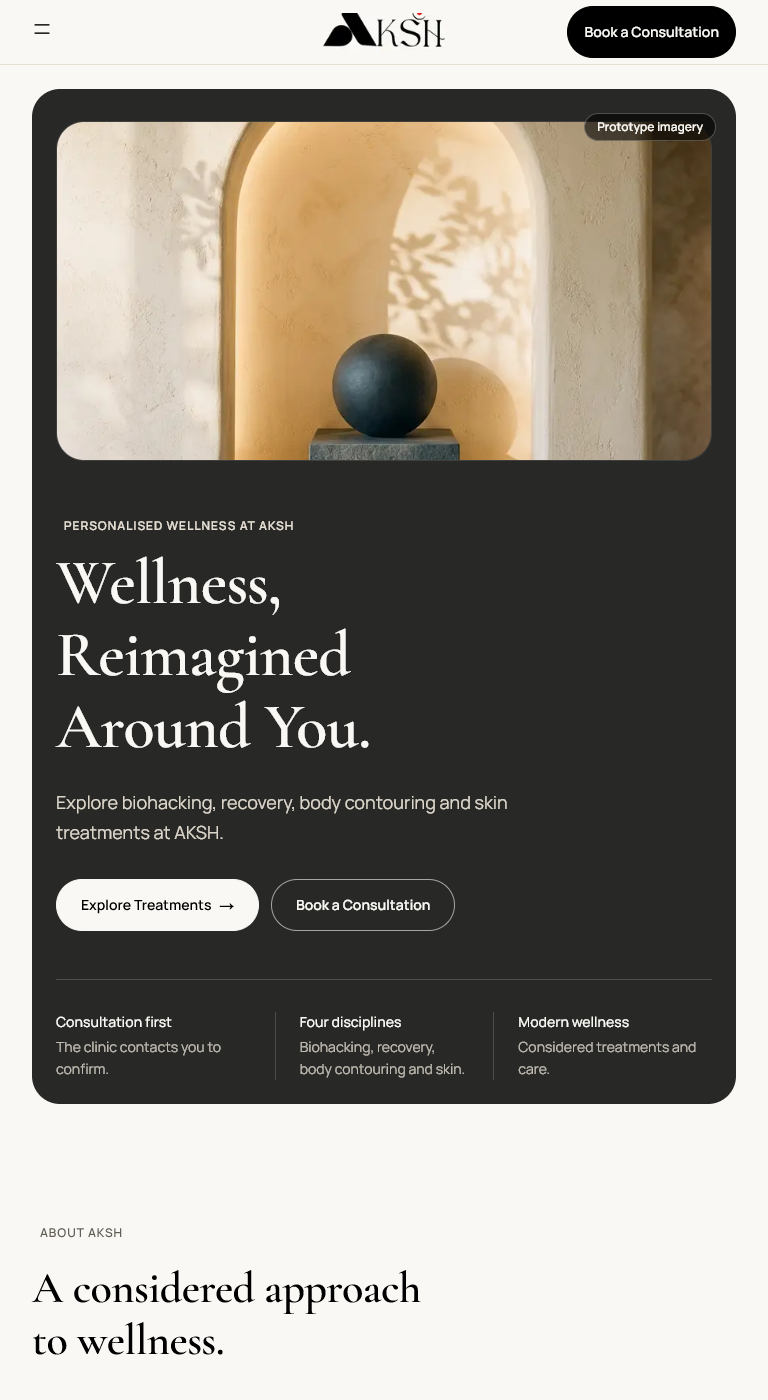 AKSH
Book a Consultation
Prototype imagery
PERSONALISED WELLNESS AT AKSH
Wellness,
Reimagined
Around You.
Explore biohacking, recovery, body contouring and skin
treatments at AKSH.
Explore Treatments →
Book a Consultation
Consultation first
The clinic contacts you to
confirm.
Four disciplines
Biohacking, recovery,
body contouring and skin.
Modern wellness
Considered treatments and
care.
ABOUT AKSH
A considered approach
to wellness.